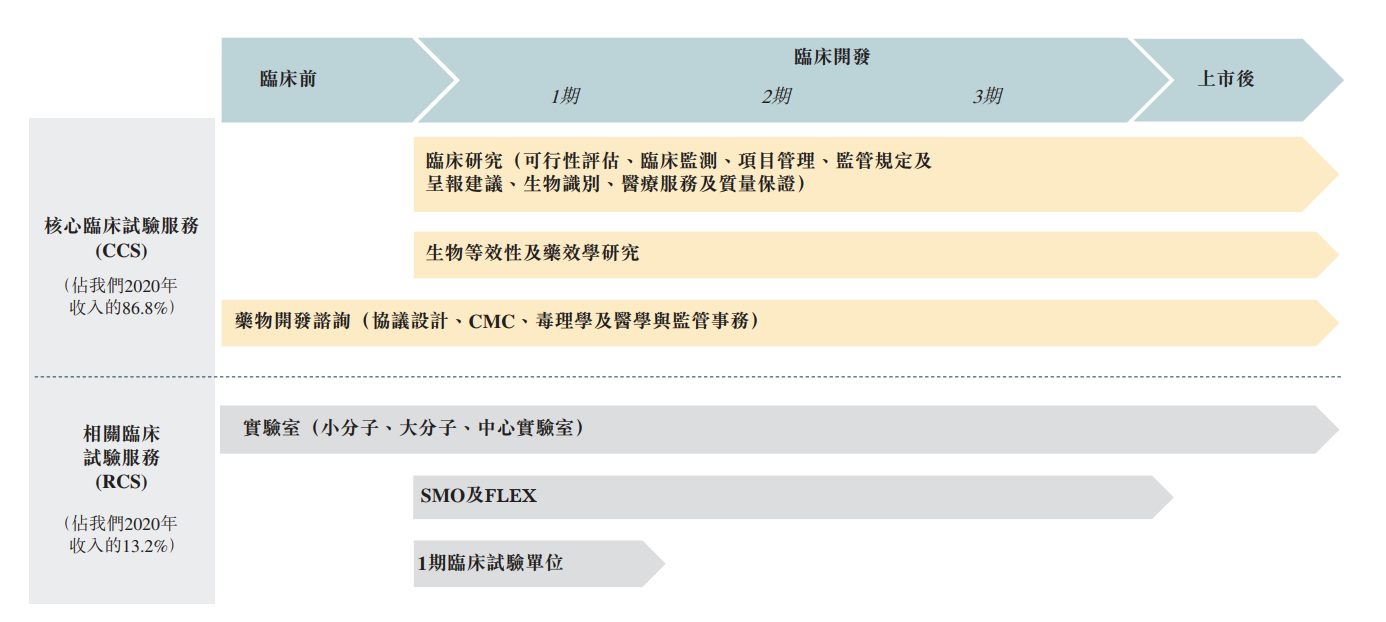 臨床前
臨床開發
1期
2期
3期
上市後
核心臨床試驗服務
(CCS)
（佔我們2020年
收入的86.8%）
臨床研究（可行性評估、臨床監測、項目管理、監管規定及
呈報建議、生物識別、醫療服務及質量保證）
生物等效性及藥效學研究
藥物開發諮詢（協議設計、CMC、毒理學及醫學與監管事務）
相關臨床
試驗服務
(RCS)
（佔我們2020年
收入的13.2%）
實驗室（小分子、大分子、中心實驗室）
SMO及FLEX
1期臨床試驗單位